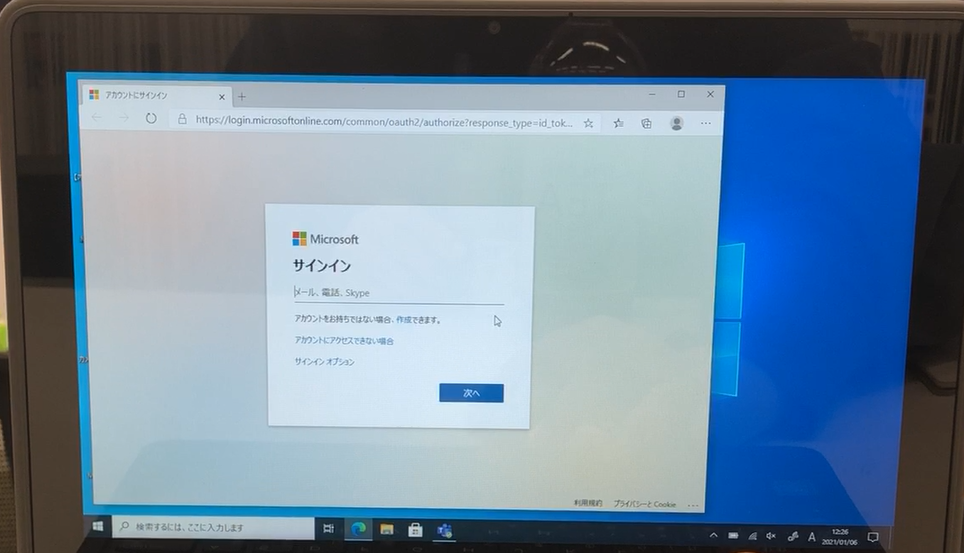 アカウントにサインイン
https://login.microsoftonline.com/common/oauth2/authorize?response_type=id_tok...
Microsoft
サインイン
メール、電話、Skype
アカウントをお持ちではない場合、作成できます。
アカウントにアクセスできない場合
サインイン オプション
次へ
利用規約 プライバシーと Cookie ...
検索するには、ここに入力します
A
12:26
2021/01/06